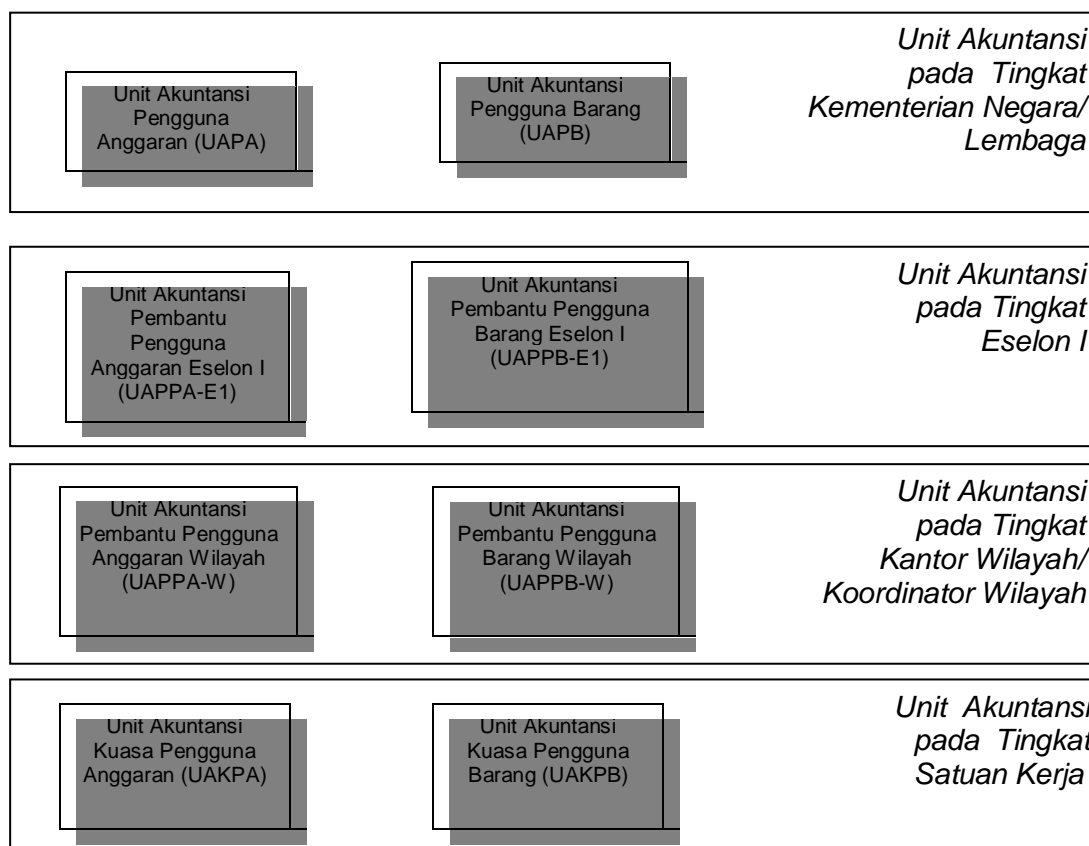 Unit Akuntansi
Pengguna
Anggaran (UAPA)
Unit Akuntansi
Pengguna Barang
(UAPB)
Unit Akuntansi
pada Tingkat
Kementerian Negara/
Lembaga
Unit Akuntansi
Pembantu
Pengguna
Anggaran Eselon I
(UAPPA-E1)
Unit Akuntansi
Pembantu Pengguna
Barang Eselon I
(UAPPB-E1)
Unit Akuntansi
pada Tingkat
Eselon I
Unit Akuntansi
Pembantu Pengguna
Anggaran Wilayah
(UAPPA-W)
Unit Akuntansi
Pembantu Pengguna
Barang Wilayah
(UAPPB-W)
Unit Akuntansi
pada Tingkat
Kantor Wilayah/
Koordinator Wilayah
Unit Akuntansi
Kuasa Pengguna
Anggaran (UAKPA)
Unit Akuntansi
Kuasa Pengguna
Barang (UAKPB)
Unit Akuntansi
pada Tingkat
Satuan Kerja